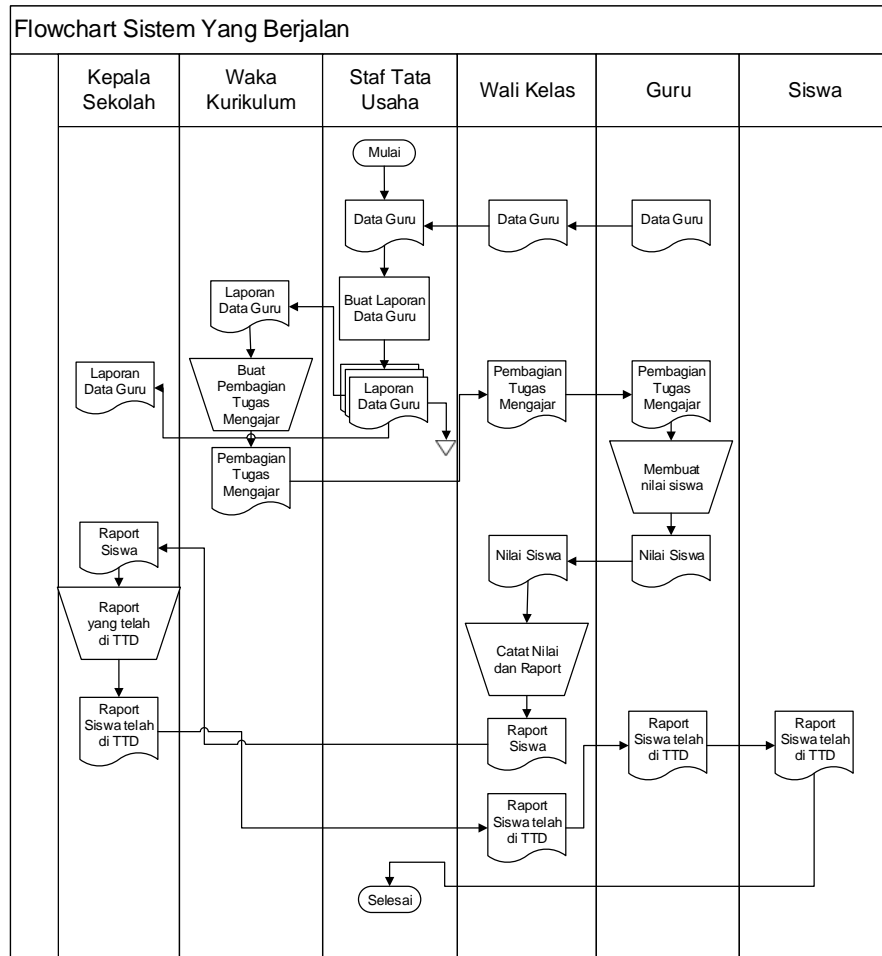 Flowchart Sistem Yang Berjalan
Kepala
Sekolah
Waka
Kurikulum
Staf Tata
Usaha
Wali Kelas
Guru
Siswa
Mulai
Data Guru
Data Guru
Data Guru
Laporan
Data Guru
Buat Laporan
Data Guru
Laporan
Data Guru
Buat
Pembagian
Tugas
Mengajar
Laporan
Data Guru
Pembagian
Tugas
Mengajar
Pembagian
Tugas
Mengajar
Pembagian
Tugas
Mengajar
Membuat
nilai siswa
Raport
Siswa
Nilai Siswa
Nilai Siswa
Raport
yang telah
di TTD
Catat Nilai
dan Raport
Raport
Siswa telah
di TTD
Raport
Siswa
Raport
Siswa telah
di TTD
Raport
Siswa telah
di TTD
Raport
Siswa telah
di TTD
Selesai